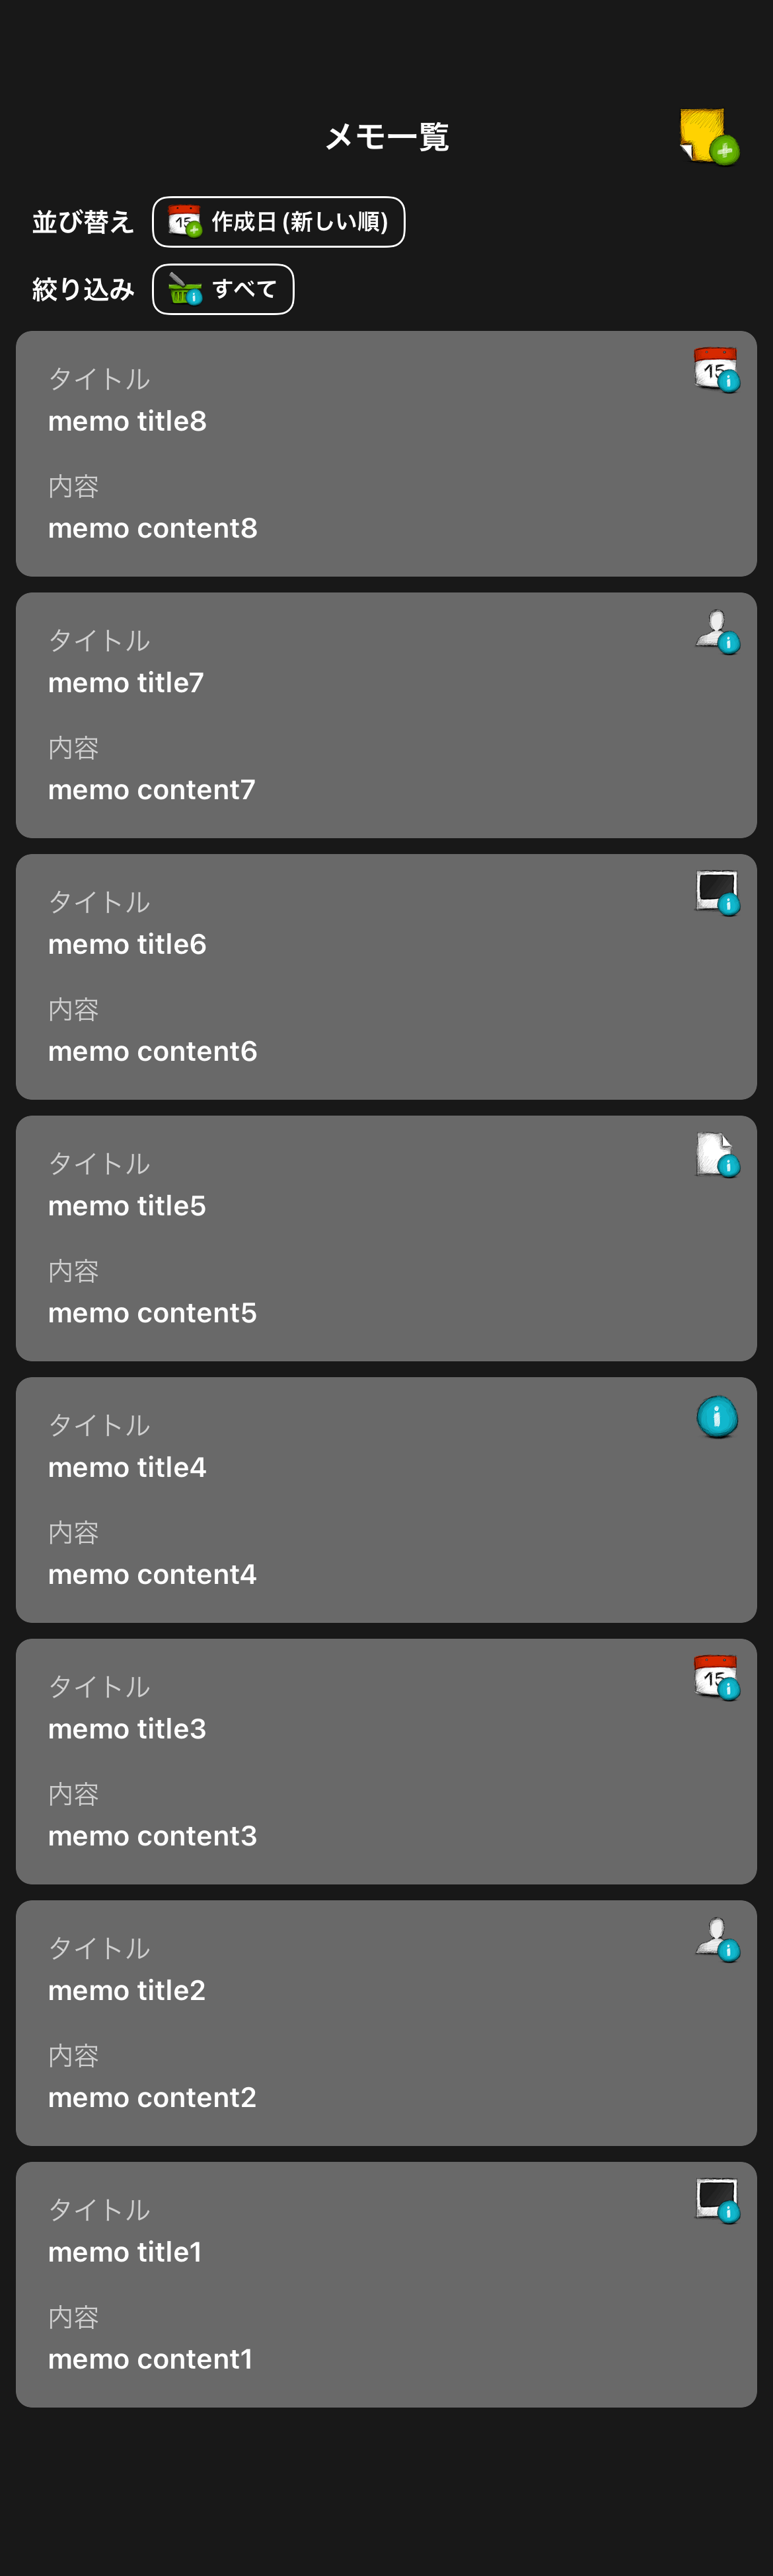 メモ一覧
並び替え 15 作成日(新しい順)
絞り込み i すべて
タイトル 15 i
memo title8
内容
memo content8
タイトル i
memo title7
内容
memo content7
タイトル i
memo title6
内容
memo content6
タイトル i
memo title5
内容
memo content5
タイトル i
memo title4
内容
memo content4
タイトル 15 i
memo title3
内容
memo content3
タイトル i
memo title2
内容
memo content2
タイトル i
memo title1
内容
memo content1